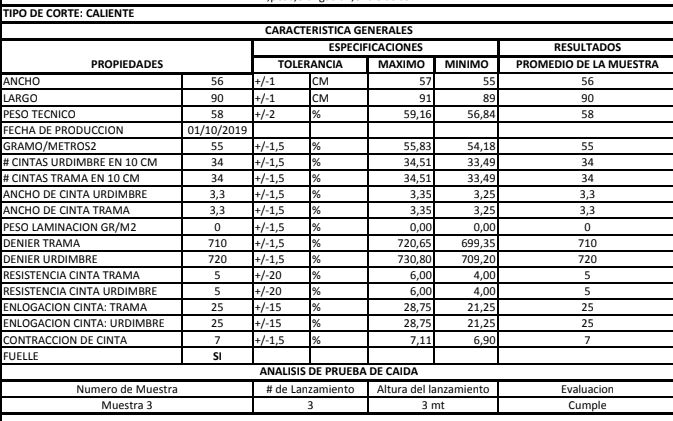 TIPO DE CORTE: CALIENTE
CARACTERISTICA GENERALES
ESPECIFICACIONES RESULTADOS
PROPIEDADES TOLERANCIA MAXIMO MINIMO PROMEDIO DE LA MUESTRA
ANCHO 56 +/-1 CM 57 55 56
LARGO 90 +/-1 CM 91 89 90
PESO TECNICO 58 +/-2 % 59,16 56,84 58
FECHA DE PRODUCCION 01/10/2019
GRAMO/METROS2 55 +/-1,5 % 55,83 54,18 55
# CINTAS URDIMBRE EN 10 CM 34 +/-1,5 % 34,51 33,49 34
# CINTAS TRAMA EN 10 CM 34 +/-1,5 % 34,51 33,49 34
ANCHO DE CINTA URDIMBRE 3,3 +/-1,5 % 3,35 3,25 3,3
ANCHO DE CINTA TRAMA 3,3 +/-1,5 % 3,35 3,25 3,3
PESO LAMINACION GR/M2 0 +/-1,5 % 0,00 0,00 0
DENIER TRAMA 710 +/-1,5 % 720,65 699,35 710
DENIER URDIMBRE 720 +/-1,5 % 730,80 709,20 720
RESISTENCIA CINTA TRAMA 5 +/-20 % 6,00 4,00 5
RESISTENCIA CINTA URDIMBRE 5 +/-20 % 6,00 4,00 5
ENLOGACION CINTA: TRAMA 25 +/-15 % 28,75 21,25 25
ENLOGACION CINTA: URDIMBRE 25 +/-15 % 28,75 21,25 25
CONTRACCION DE CINTA 7 +/-1,5 % 7,11 6,90 7
FUELLE SI
ANALISIS DE PRUEBA DE CAIDA
Numero de Muestra # de Lanzamiento Altura del lanzamiento Evaluacion
Muestra 3 3 3 mt Cumple